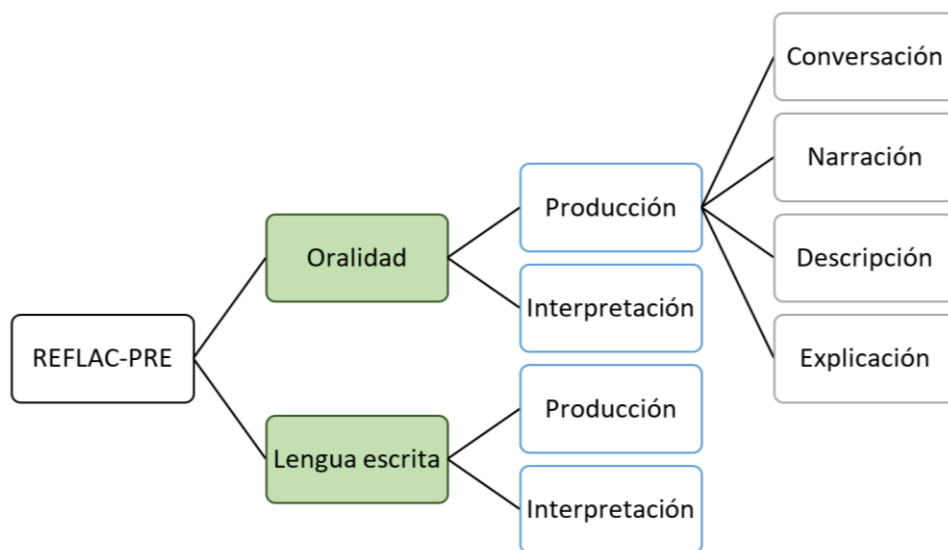 REFLAC-PRE
Oralidad
Producción
Conversación
Narración
Descripción
Explicación
Interpretación
Lengua escrita
Producción
Interpretación